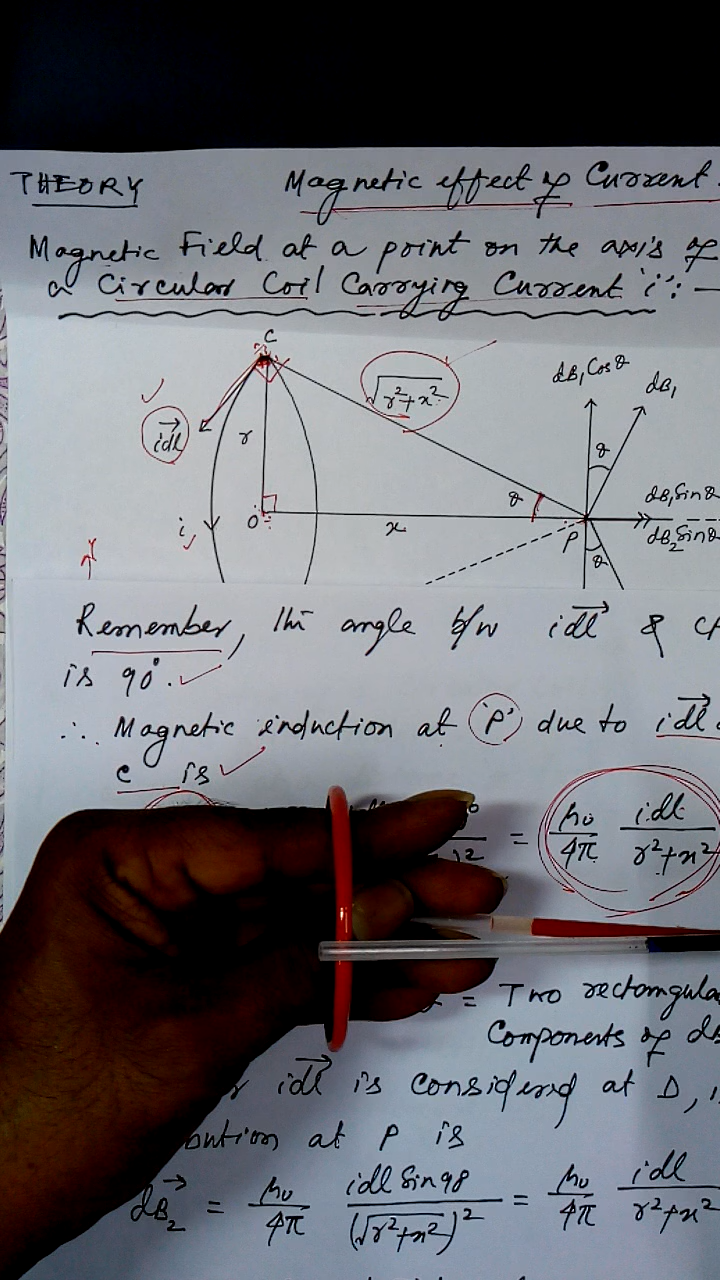 THEORY Magnetic effect of Current
Magnetic Field at a point on the axis of
a Circular Coil Carrying Current 'i': —
C
dB₁Cosθ
dB₁
√r²+x²
idl
r
θ
θ
dB₁Sinθ
i
O
x
P
dB₂Sinθ
θ
Remember, The angle b/w idl &
is 90°.
∴ Magnetic induction at 'P' due to idl
C is
= μ₀/4π idl/r²+x²
= Two rectangular
Components of
idl is considerd at D,
at P is
dB₂ = μ₀/4π idl Sin90/(√r²+x²)² = μ₀/4π idl/r²+x²